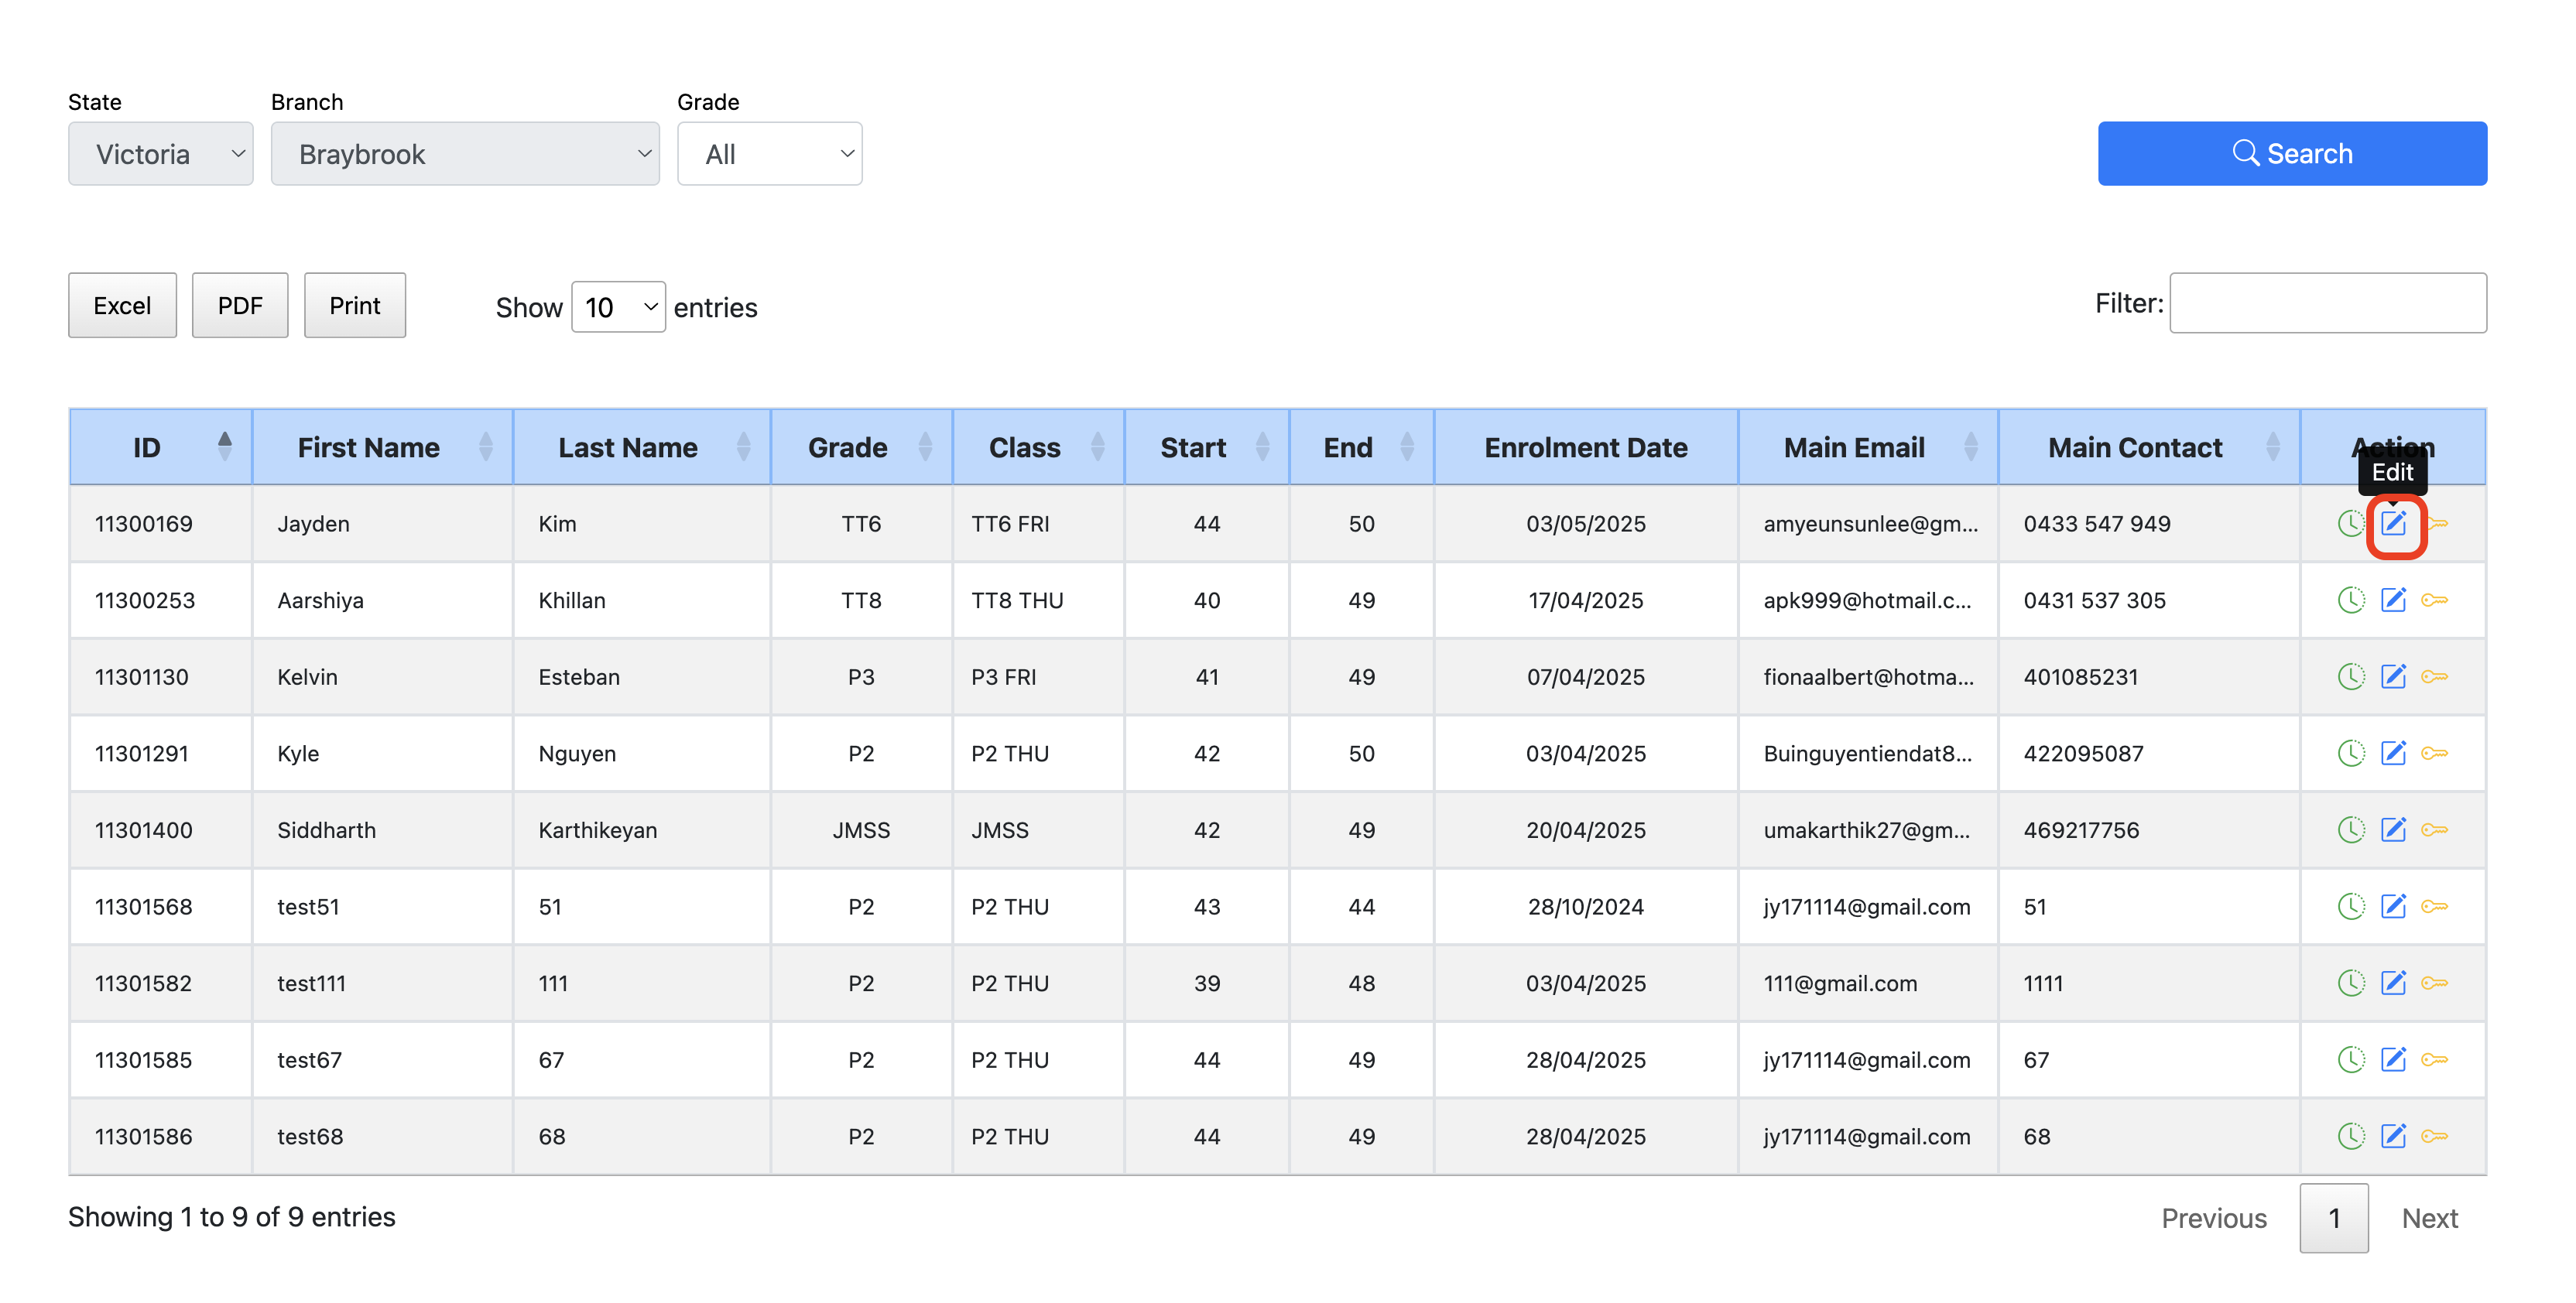 State Branch Grade
Victoria Braybrook All Search
Excel PDF Print Show 10 entries Filter:
ID First Name Last Name Grade Class Start End Enrolment Date Main Email Main Contact Action
Edit
11300169 Jayden Kim TT6 TT6 FRI 44 50 03/05/2025 amyeunsunlee@gm... 0433 547 949
11300253 Aarshiya Khillan TT8 TT8 THU 40 49 17/04/2025 apk999@hotmail.c... 0431 537 305
11301130 Kelvin Esteban P3 P3 FRI 41 49 07/04/2025 fionaalbert@hotma... 401085231
11301291 Kyle Nguyen P2 P2 THU 42 50 03/04/2025 Buinguyentiendat8... 422095087
11301400 Siddharth Karthikeyan JMSS JMSS 42 49 20/04/2025 umakarthik27@gm... 469217756
11301568 test51 51 P2 P2 THU 43 44 28/10/2024 jy171114@gmail.com 51
11301582 test111 111 P2 P2 THU 39 48 03/04/2025 111@gmail.com 1111
11301585 test67 67 P2 P2 THU 44 49 28/04/2025 jy171114@gmail.com 67
11301586 test68 68 P2 P2 THU 44 49 28/04/2025 jy171114@gmail.com 68
Showing 1 to 9 of 9 entries Previous 1 Next